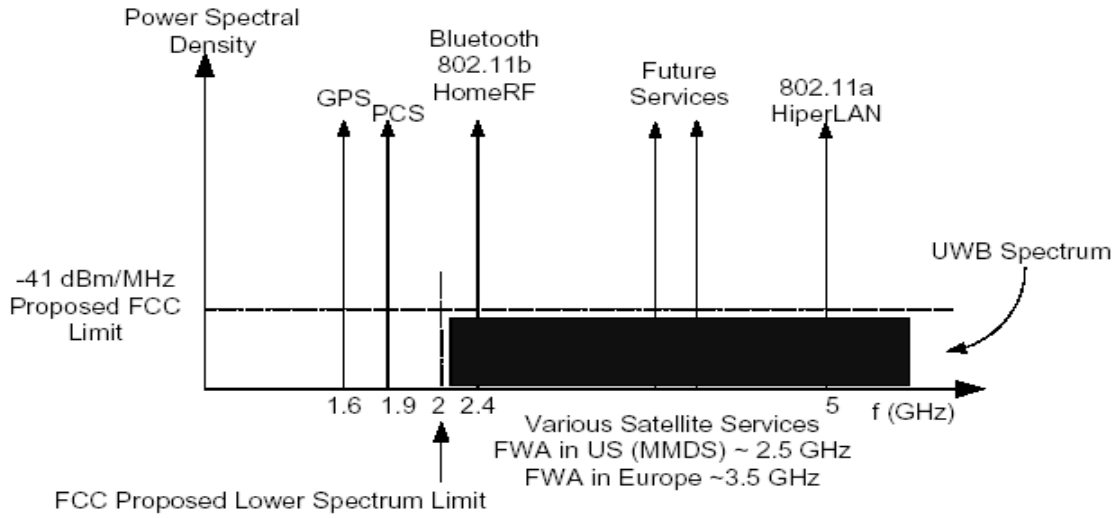 Power Spectral
Density
GPS
PCS
Bluetooth
802.11b
HomeRF
Future
Services
802.11a
HiperLAN
UWB Spectrum
-41 dBm/MHz
Proposed FCC
Limit
1.6
1.9
2
2.4
5
f (GHz)
Various Satellite Services
FWA in US (MMDS) ~ 2.5 GHz
FWA in Europe ~3.5 GHz
FCC Proposed Lower Spectrum Limit